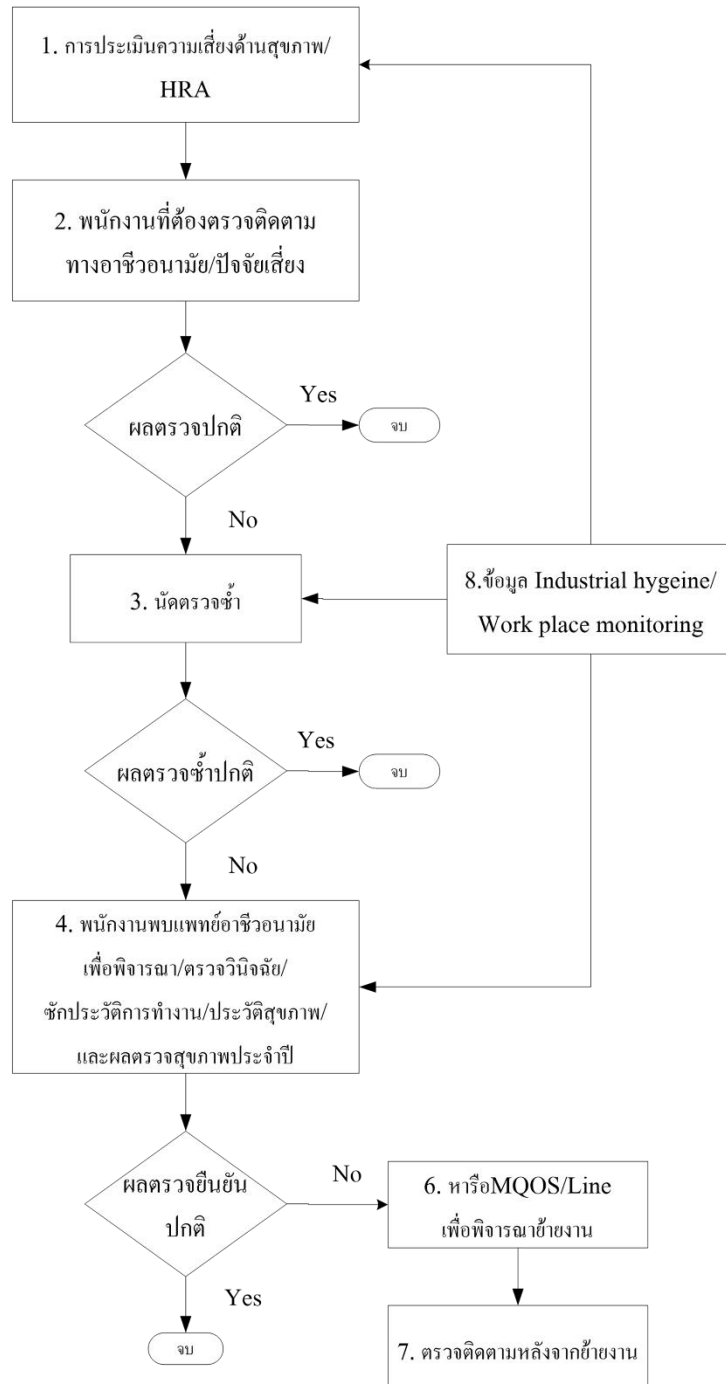 1. การประเมินความเสี่ยงด้านสุขภาพ/
HRA
2. พนักงานที่ต้องตรวจติดตาม
ทางอาชีวอนามัย/ปัจจัยเสี่ยง
ผลตรวจปกติ
Yes
จบ
No
3. นัดตรวจซ้ำ
8.ข้อมูล Industrial hygeine/
Work place monitoring
ผลตรวจซ้ำปกติ
Yes
จบ
No
4. พนักงานพบแพทย์อาชีวอนามัย
เพื่อพิจารณา/ตรวจวินิจฉัย/
ซักประวัติการทำงาน/ประวัติสุขภาพ/
และผลตรวจสุขภาพประจำปี
ผลตรวจยืนยัน
ปกติ
No
6. หารือMQOS/Line
เพื่อพิจารณาย้ายงาน
Yes
จบ
7. ตรวจติดตามหลังจากย้ายงาน